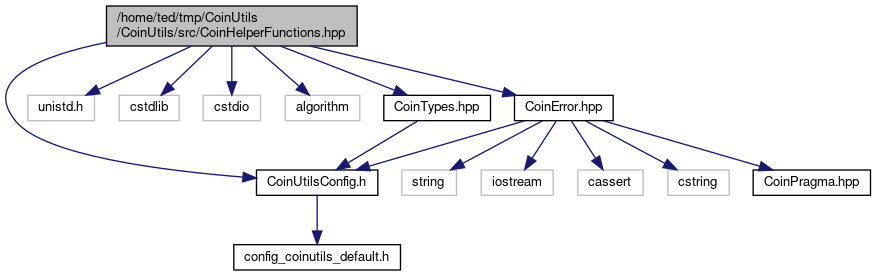 /home/ted/tmp/CoinUtils
/CoinUtils/src/CoinHelperFunctions.hpp
unistd.h
cstdlib
cstdio
algorithm
CoinTypes.hpp
CoinError.hpp
CoinUtilsConfig.h
string
iostream
cassert
cstring
CoinPragma.hpp
config_coinutils_default.h